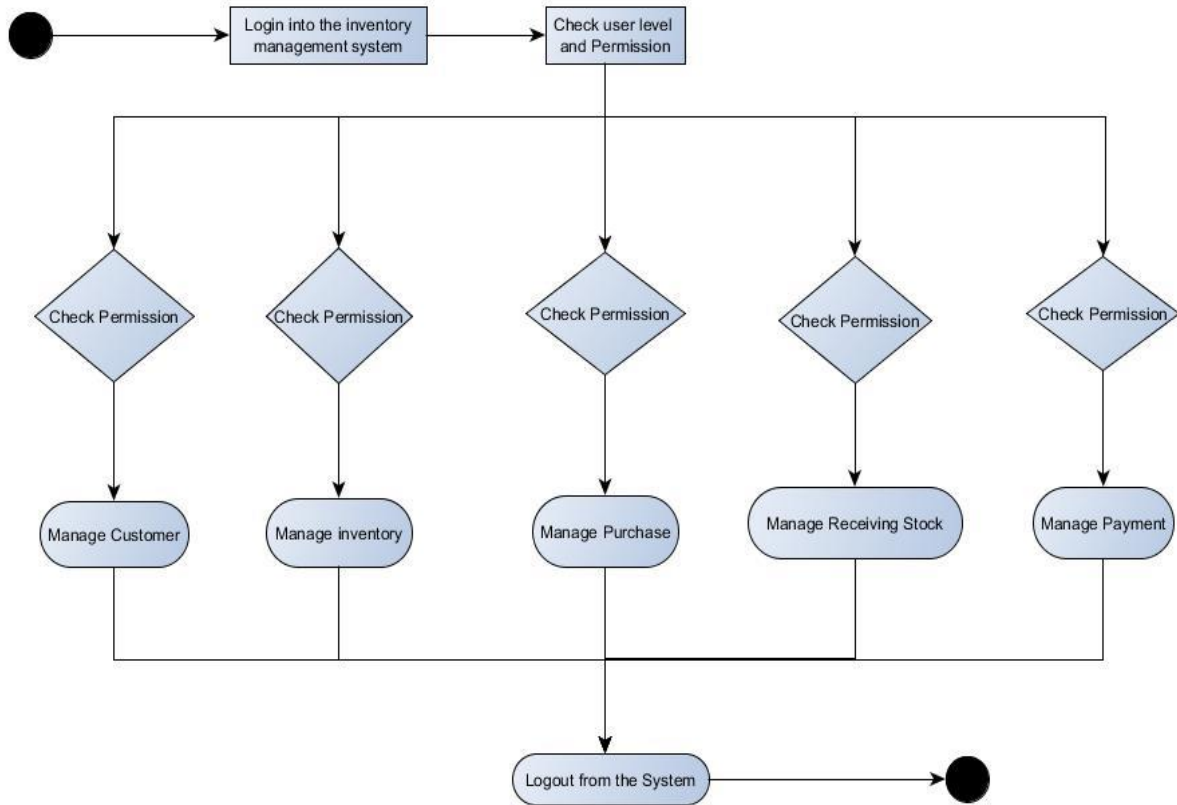 Login into the inventory
management system
Check user level
and Permission
Check Permission
Check Permission
Check Permission
Check Permission
Check Permission
Manage Customer
Manage inventory
Manage Purchase
Manage Receiving Stock
Manage Payment
Logout from the System